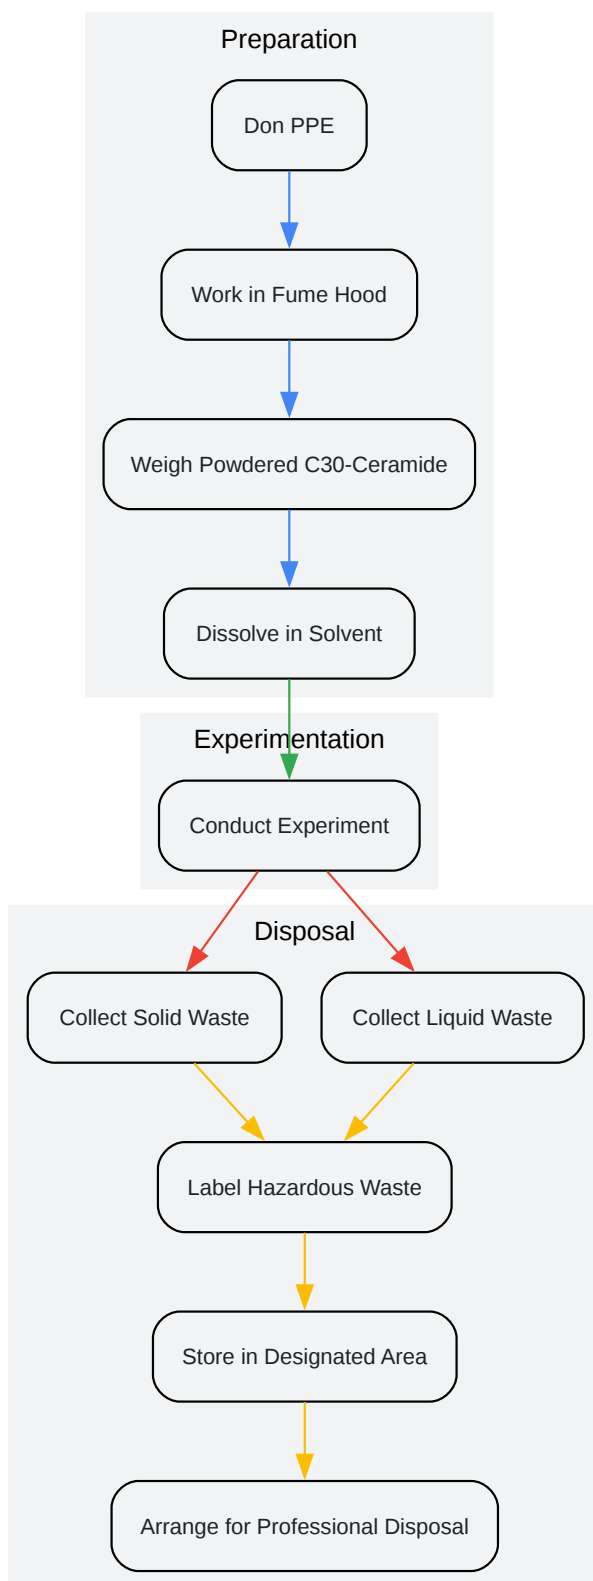 Preparation
Don PPE
Work in Fume Hood
Weigh Powdered C30-Ceramide
Dissolve in Solvent
Experimentation
Conduct Experiment
Disposal
Collect Solid Waste
Collect Liquid Waste
Label Hazardous Waste
Store in Designated Area
Arrange for Professional Disposal